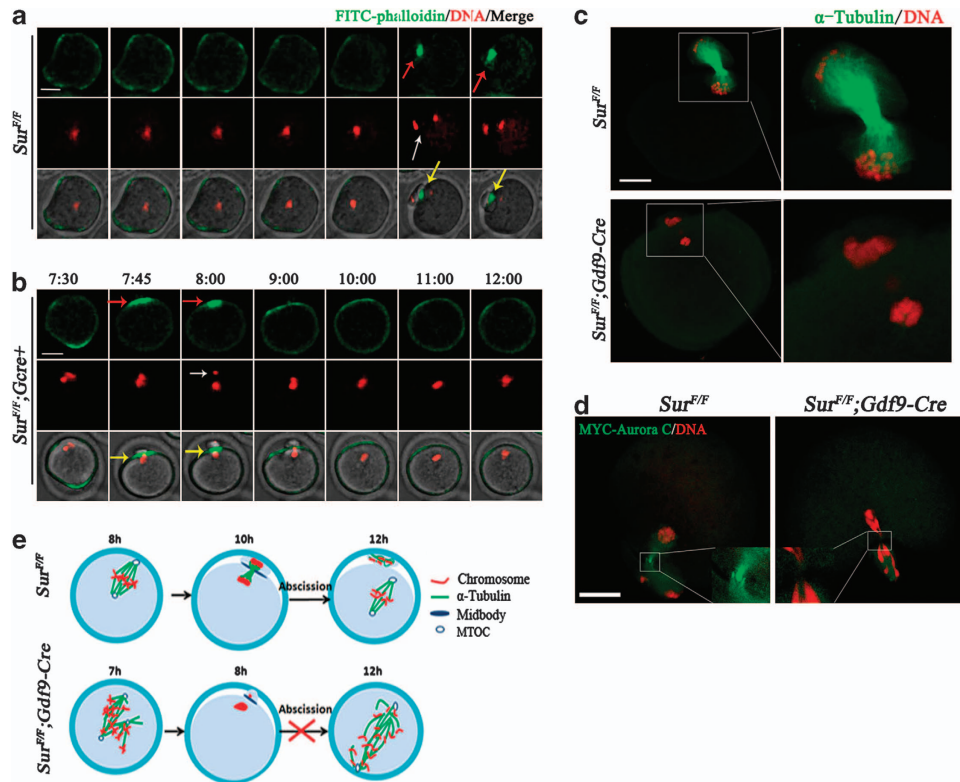 a
FITC-phalloidin/DNA/Merge
Sur^F/F
b
7:30 7:45 8:00 9:00 10:00 11:00 12:00
Sur^F/F;Gcre+
c
α-Tubulin/DNA
Sur^F/F
Sur^F/F;Gdf9-Cre
d
Sur^F/F Sur^F/F;Gdf9-Cre
MYC-Aurora C/DNA
e
Sur^F/F
8h 10h 12h
Abscission
Chromosome
α-Tubulin
Midbody
MTOC
Sur^F/F;Gdf9-Cre
7h 8h 12h
Abscission